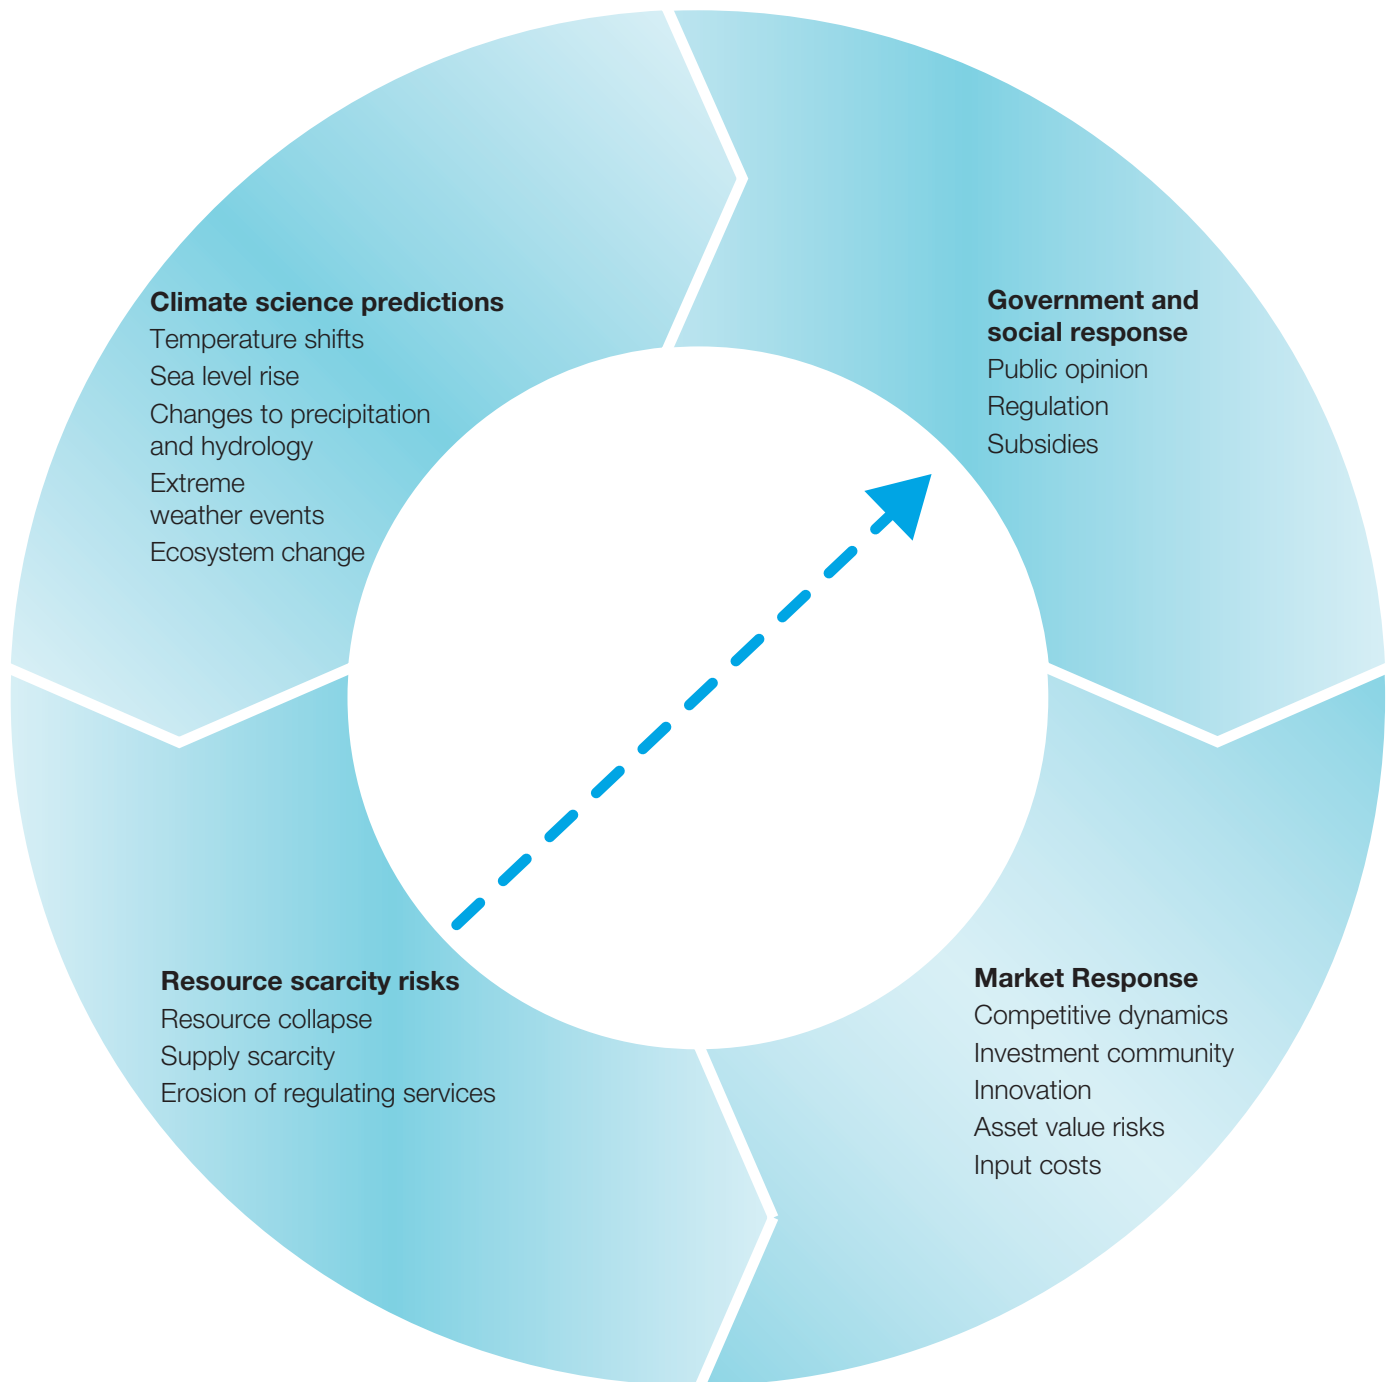 Climate science predictions
Temperature shifts
Sea level rise
Changes to precipitation
and hydrology
Extreme
weather events
Ecosystem change
Government and
social response
Public opinion
Regulation
Subsidies
Resource scarcity risks
Resource collapse
Supply scarcity
Erosion of regulating services
Market Response
Competitive dynamics
Investment community
Innovation
Asset value risks
Input costs